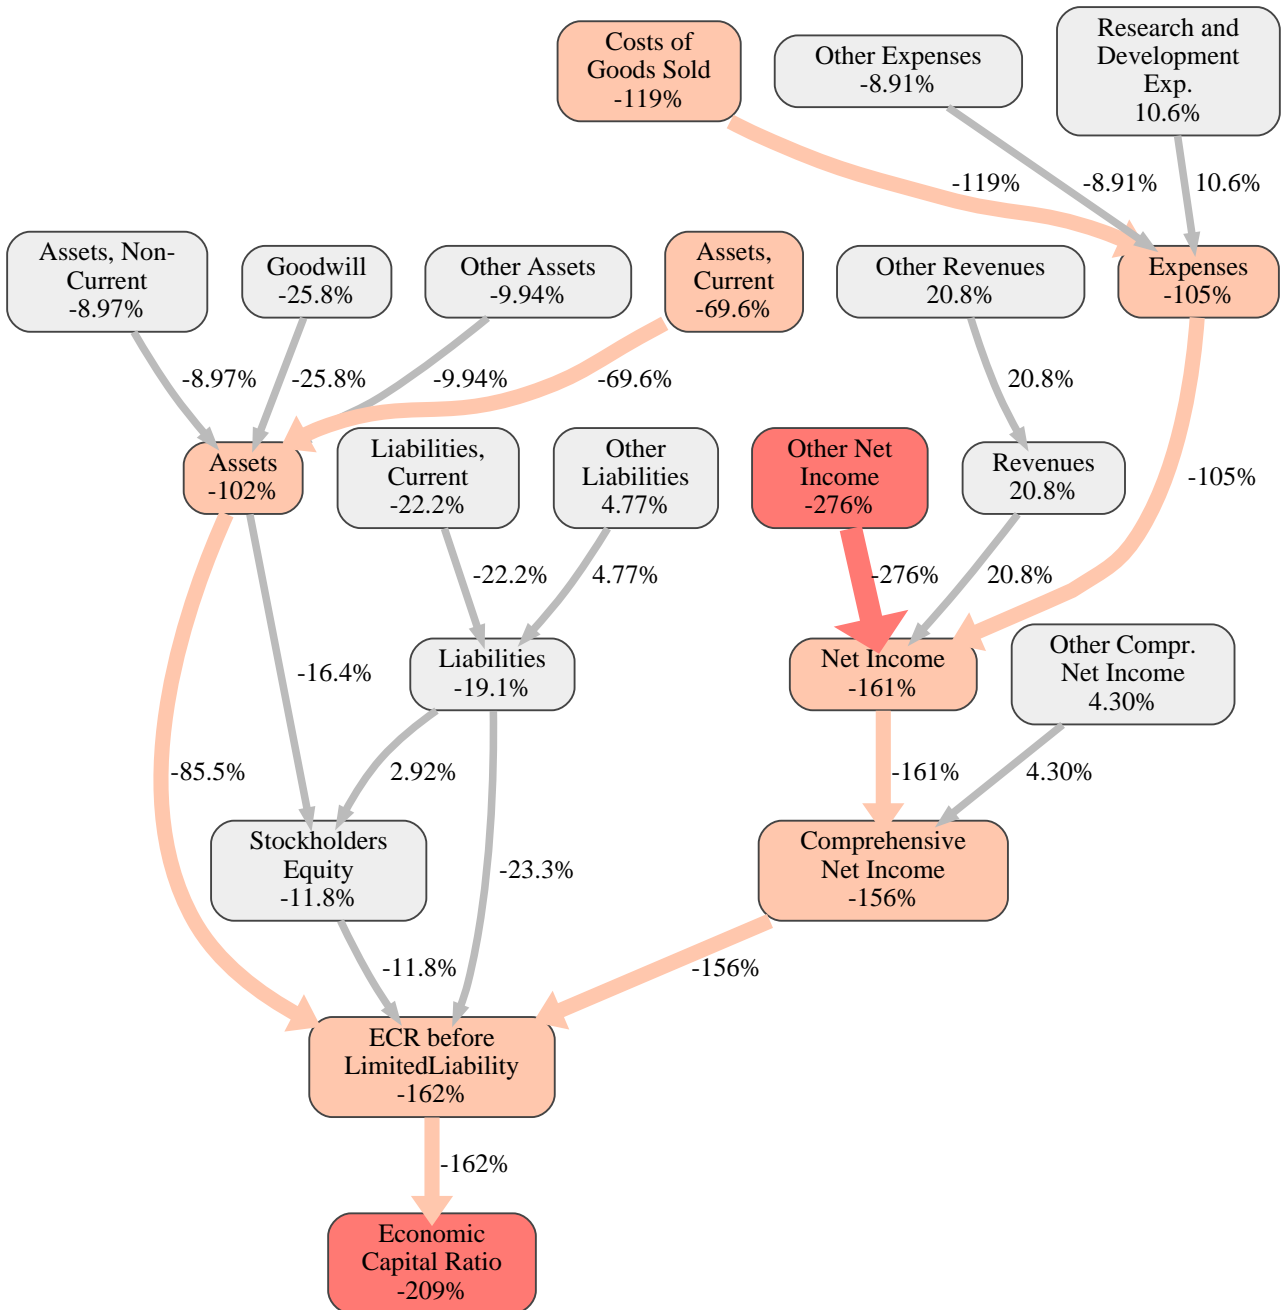 Costs of
Goods Sold
-119%
Other Expenses
-8.91%
Research and
Development
Exp.
10.6%
-119%
-8.91%
10.6%
Assets, Non-
Current
-8.97%
Goodwill
-25.8%
Other Assets
-9.94%
Assets,
Current
-69.6%
Other Revenues
20.8%
Expenses
-105%
-8.97%
-25.8%
-9.94%
-69.6%
20.8%
Assets
-102%
Liabilities,
Current
-22.2%
Other
Liabilities
4.77%
Other Net
Income
-276%
Revenues
20.8%
-105%
-22.2%
4.77%
-276%
20.8%
Liabilities
-19.1%
Net Income
-161%
Other Compr.
Net Income
4.30%
-16.4%
-85.5%
2.92%
-161%
4.30%
Stockholders
Equity
-11.8%
-23.3%
Comprehensive
Net Income
-156%
-11.8%
-156%
ECR before
LimitedLiability
-162%
-162%
Economic
Capital Ratio
-209%